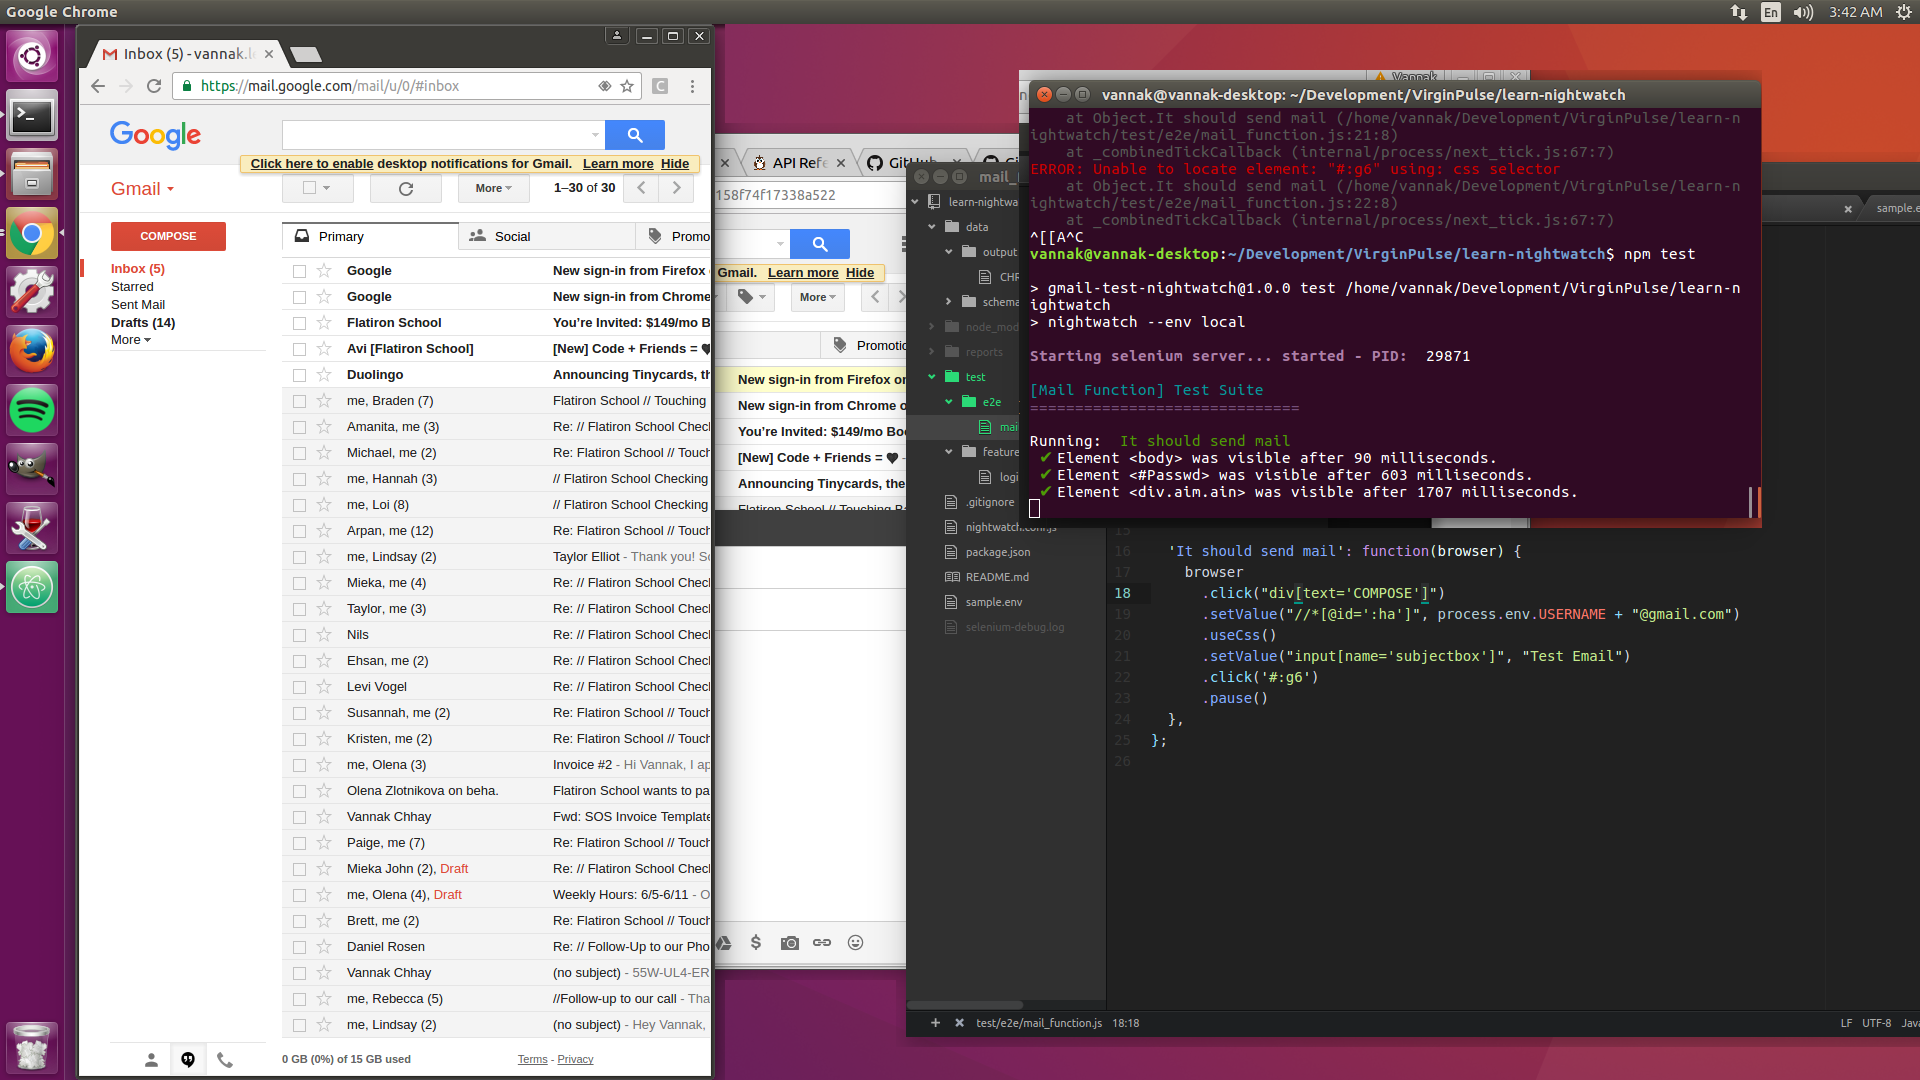 Google Chrome
En
3:42 AM
Inbox (5) - vannak.l
https://mail.google.com/mail/u/0/#inbox
Google
Click here to enable desktop notifications for Gmail. Learn more Hide
Gmail
More
1–30 of 30
COMPOSE
Inbox (5)
Starred
Sent Mail
Drafts (14)
More
Primary
Social
Promo
Google New sign-in from Firefox
Google New sign-in from Chrome
Flatiron School You're Invited: $149/mo B
Avi [Flatiron School] [New] Code + Friends = ♥
Duolingo Announcing Tinycards, th
me, Braden (7) Flatiron School // Touching
Amanita, me (3) Re: // Flatiron School Chec
Michael, me (2) Re: Flatiron School // Touc
me, Hannah (3) // Flatiron School Checking
me, Loi (8) // Flatiron School Checking
Arpan, me (12) Re: Flatiron School // Touc
me, Lindsay (2) Taylor Elliot - Thank you! So
Mieka, me (4) Re: // Flatiron School Chec
Taylor, me (3) Re: // Flatiron School Chec
Nils Re: // Flatiron School Chec
Ehsan, me (2) Re: // Flatiron School Chec
Levi Vogel Re: // Flatiron School Chec
Susannah, me (2) Re: Flatiron School // Touc
Kristen, me (2) Re: Flatiron School // Touc
me, Olena (3) Invoice #2 - Hi Vannak, I ap
Olena Zlotnikova on beha. Flatiron School wants to pa
Vannak Chhay Fwd: SOS Invoice Template
Paige, me (7) Re: Flatiron School // Touc
Mieka John (2), Draft Re: // Flatiron School Chec
me, Olena (4), Draft Weekly Hours: 6/5-6/11 - O
Brett, me (2) Re: Flatiron School // Touc
Daniel Rosen Re: // Follow-Up to our Pho
Vannak Chhay (no subject) - 55W-UL4-ER
me, Rebecca (5) //Follow-up to our call - Tha
me, Lindsay (2) (no subject) - Hey Vannak,
0 GB (0%) of 15 GB used
Terms - Privacy
API Refe
GitHub
158f74f17338a522
Gmail. Learn more Hide
More
Promotio
New sign-in from Firefox or
New sign-in from Chrome o
You're Invited: $149/mo Boo
[New] Code + Friends = ♥ -
Announcing Tinycards, the
Flatiron School // Touching Ba
mail_
learn-nightwa
data
output
CHR
schema
node_mod
reports
test
e2e
mai
feature
logi
.gitignore
nightwatch.conf.js
package.json
README.md
sample.env
selenium-debug.log
Vannak
vannak@vannak-desktop: ~/Development/VirginPulse/learn-nightwatch
at Object.It should send mail (/home/vannak/Development/VirginPulse/learn-n
ightwatch/test/e2e/mail_function.js:21:8)
at _combinedTickCallback (internal/process/next_tick.js:67:7)
ERROR: Unable to locate element: "#:g6" using: css selector
at Object.It should send mail (/home/vannak/Development/VirginPulse/learn-n
ightwatch/test/e2e/mail_function.js:22:8)
at _combinedTickCallback (internal/process/next_tick.js:67:7)
^[[A^C
vannak@vannak-desktop:~/Development/VirginPulse/learn-nightwatch$ npm test
> gmail-test-nightwatch@1.0.0 test /home/vannak/Development/VirginPulse/learn-n
ightwatch
> nightwatch --env local
Starting selenium server... started - PID: 29871
[Mail Function] Test Suite
==============================
Running: It should send mail
✔ Element <body> was visible after 90 milliseconds.
✔ Element <#Passwd> was visible after 603 milliseconds.
✔ Element <div.aim.ain> was visible after 1707 milliseconds.
sample.e
15
16 'It should send mail': function(browser) {
17 browser
18 .click("div[text='COMPOSE']")
19 .setValue("//*[@id=':ha']", process.env.USERNAME + "@gmail.com")
20 .useCss()
21 .setValue("input[name='subjectbox']", "Test Email")
22 .click('#:g6')
23 .pause()
24 },
25 };
26
test/e2e/mail_function.js 18:18
LF UTF-8 Java